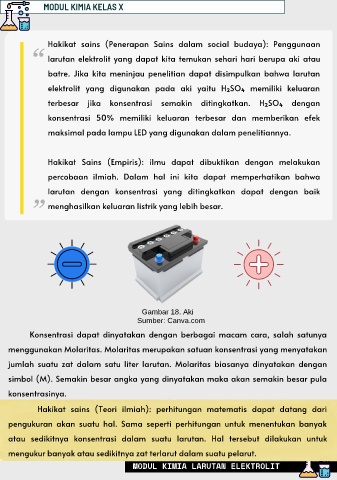 MODUL KIMIA KELAS X
“
Hakikat sains (Penerapan Sains dalam social budaya): Penggunaan
larutan elektrolit yang dapat kita temukan sehari hari berupa aki atau
batre. Jika kita meninjau penelitian dapat disimpulkan bahwa larutan
elektrolit yang digunakan pada aki yaitu H₂SO₄ memiliki keluaran
terbesar jika konsentrasi semakin ditingkatkan. H₂SO₄ dengan
konsentrasi 50% memiliki keluaran terbesar dan memberikan efek
maksimal pada lampu LED yang digunakan dalam penelitiannya.
Hakikat Sains (Empiris): ilmu dapat dibuktikan dengan melakukan
percobaan ilmiah. Dalam hal ini kita dapat memperhatikan bahwa
larutan dengan konsentrasi yang ditingkatkan dapat dengan baik
menghasilkan keluaran listrik yang lebih besar.
”
Gambar 18. Aki
Sumber: Canva.com
Konsentrasi dapat dinyatakan dengan berbagai macam cara, salah satunya
menggunakan Molaritas. Molaritas merupakan satuan konsentrasi yang menyatakan
jumlah suatu zat dalam satu liter larutan. Molaritas biasanya dinyatakan dengan
simbol (M). Semakin besar angka yang dinyatakan maka akan semakin besar pula
konsentrasinya.
Hakikat sains (Teori ilmiah): perhitungan matematis dapat datang dari
pengukuran akan suatu hal. Sama seperti perhitungan untuk menentukan banyak
atau sedikitnya konsentrasi dalam suatu larutan. Hal tersebut dilakukan untuk
mengukur banyak atau sedikitnya zat terlarut dalam suatu pelarut.
MODUL KIMIA LARUTAN ELEKTROLIT